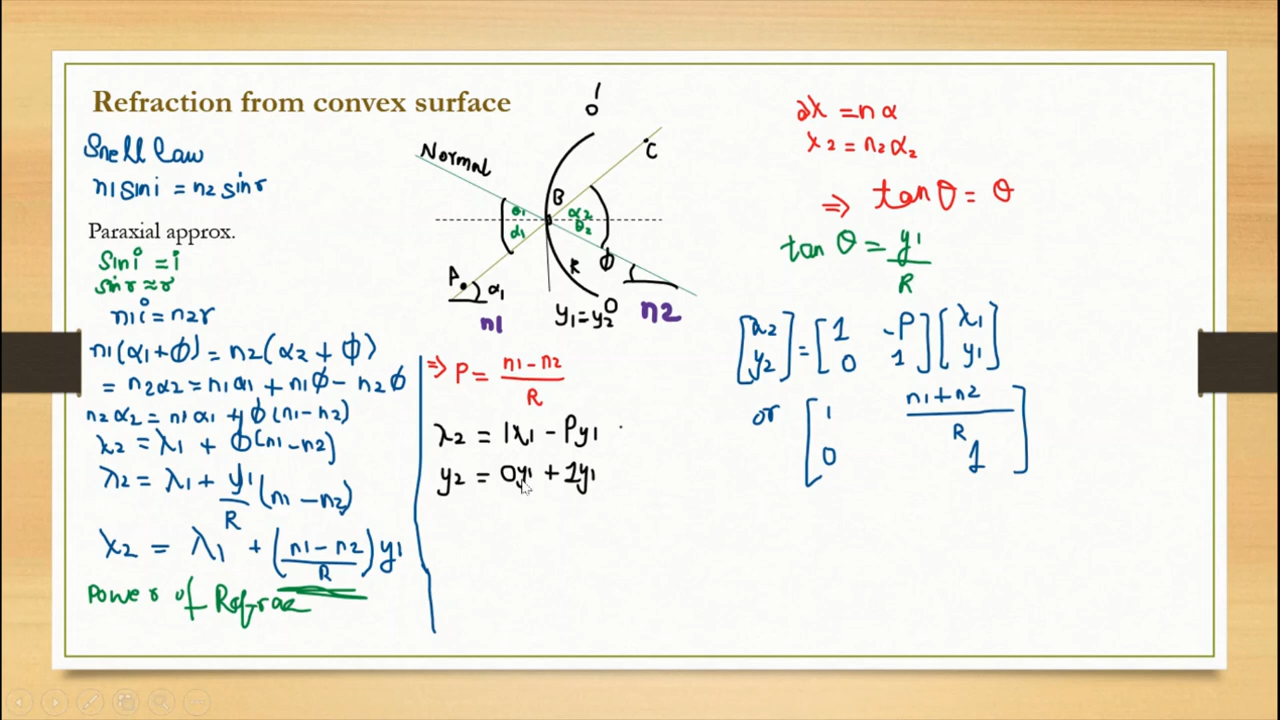 Refraction from convex surface
Snell Law
n1 sin i = n2 sin r
Paraxial approx.
sin i = i
sin r ≈ r
n1 i = n2 r
n1(α1+ϕ) = n2(α2+ϕ)
= n2α2 = n1α1 + n1ϕ - n2ϕ
n2α2 = n1α1 + ϕ(n1-n2)
λ2 = λ1 + ϕ(n1-n2)
λ2 = λ1 + y1/R (n1-n2)
λ2 = λ1 + (n1-n2/R) y1
Power of Refrac
O'
Normal
C
B
θ1
α2
α1
θ2
P
α1
R
ϕ
n1
y1=y2
O
n2
⇒ P = n1-n2/R
λ2 = 1λ1 - Py1
y2 = 0y1 + 1y1
λ = nα
λ2 = n2α2
⇒ tanθ = θ
tan θ = y1/R
[λ2 y2] = [1 -P 0 1] [λ1 y1]
or [1 n1+n2/R 0 1]